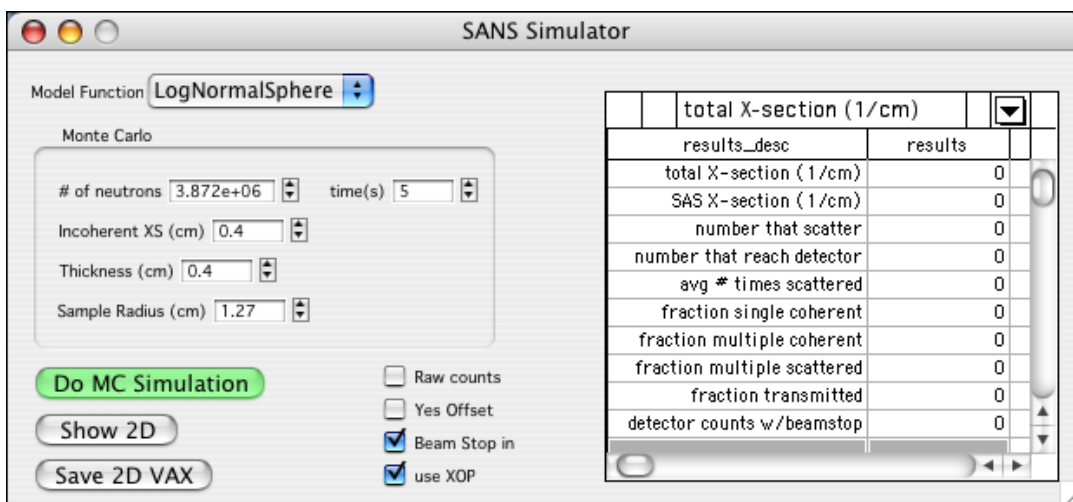 SANS Simulator
Model Function LogNormalSphere
Monte Carlo
# of neutrons 3.872e+06 time(s) 5
Incoherent XS (cm) 0.4
Thickness (cm) 0.4
Sample Radius (cm) 1.27
Do MC Simulation
Show 2D
Save 2D VAX
Raw counts
Yes Offset
Beam Stop in
use XOP
total X-section (1/cm)
results_desc results
total X-section (1/cm) 0
SAS X-section (1/cm) 0
number that scatter 0
number that reach detector 0
avg # times scattered 0
fraction single coherent 0
fraction multiple coherent 0
fraction multiple scattered 0
fraction transmitted 0
detector counts w/beamstop 0